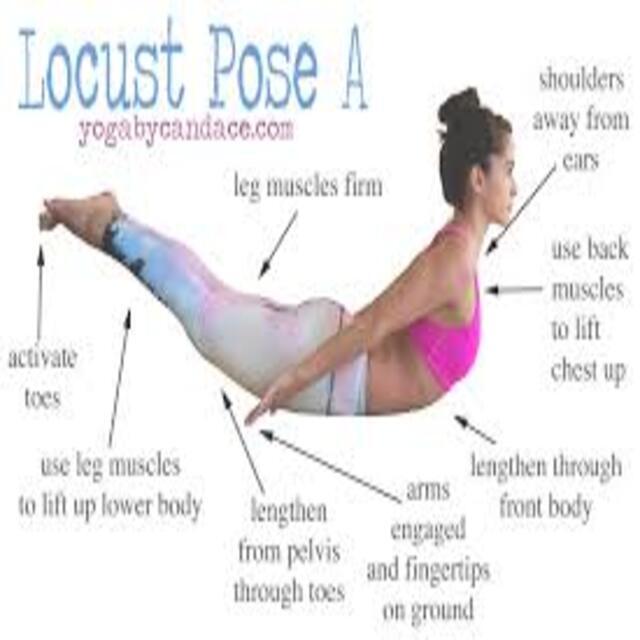 Locust Pose A
yogabycandace.com
shoulders
away from
ears
leg muscles firm
use back
muscles
to lift
chest up
activate
toes
use leg muscles
to lift up lower body
lengthen
from pelvis
through toes
arms
engaged
and fingertips
on ground
lengthen through
front body